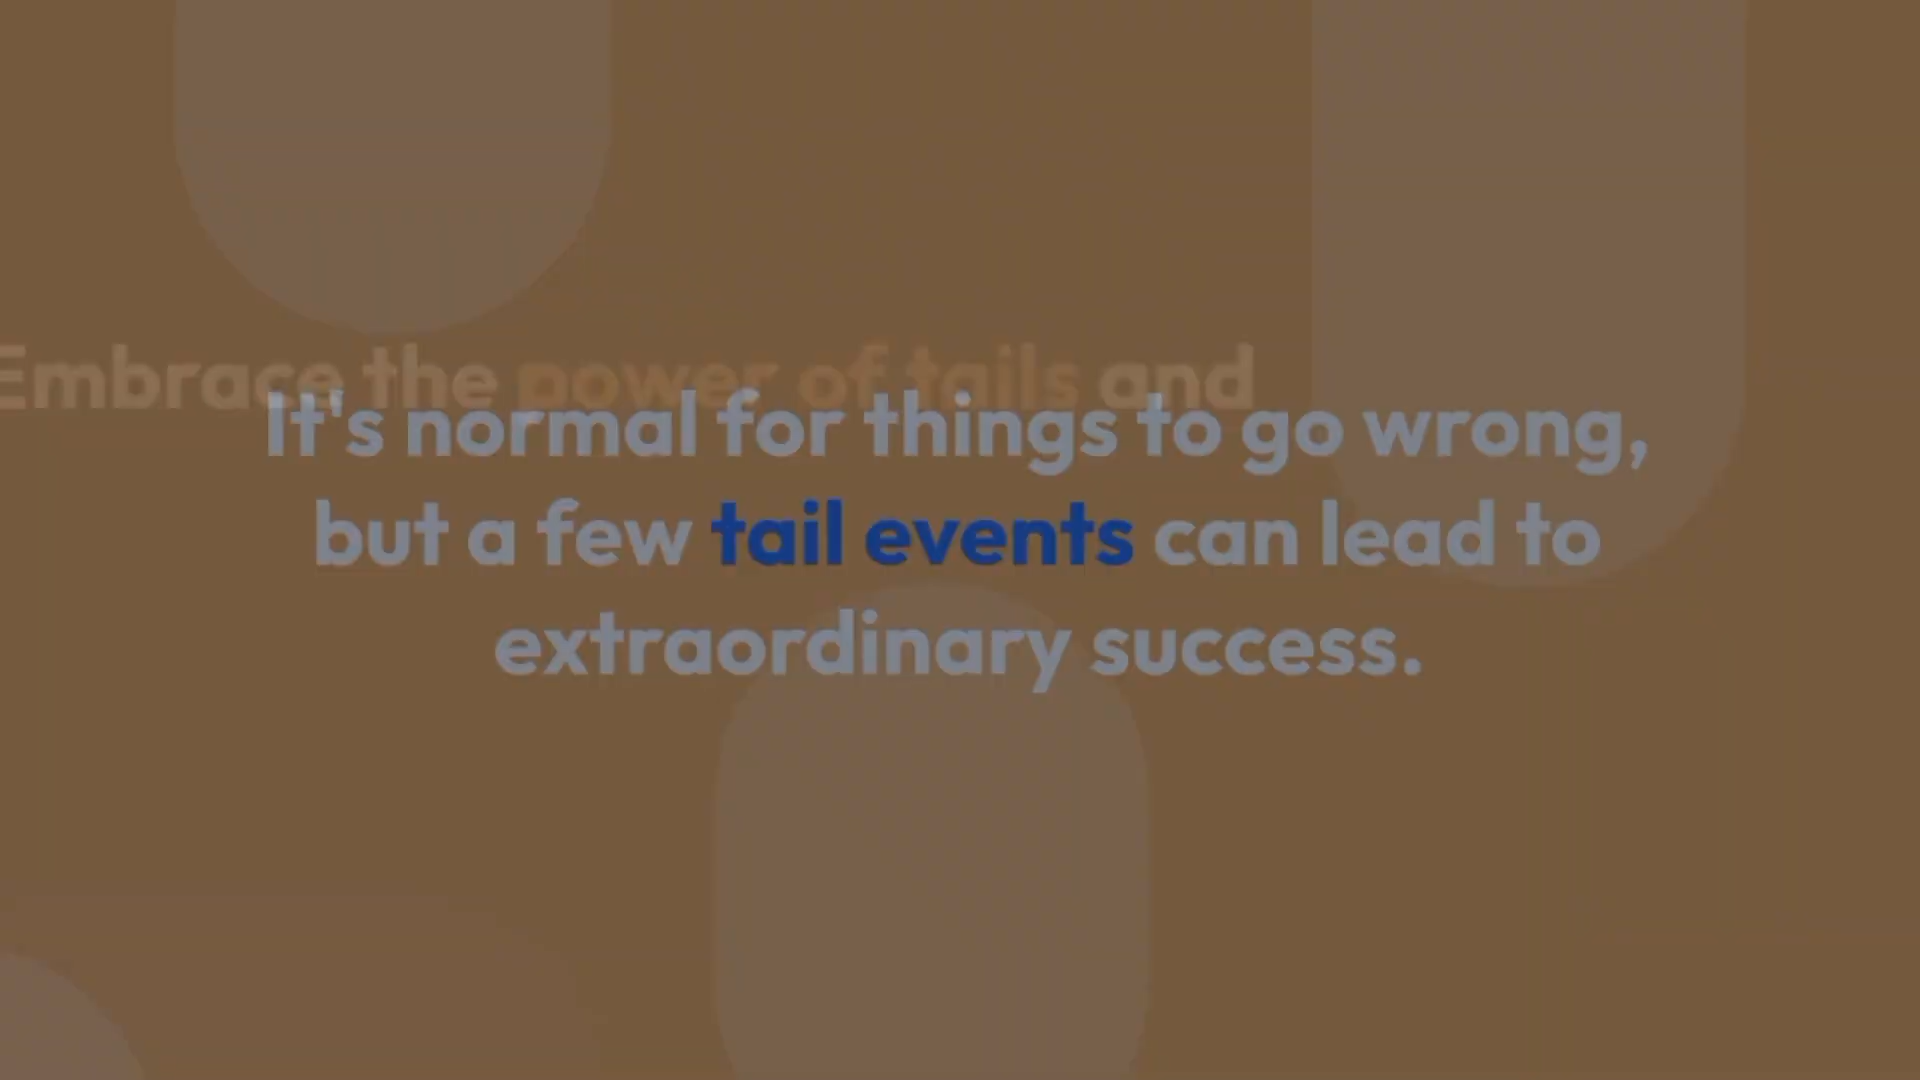 Embrace the power of tails and
It's normal for things to go wrong,
but a few tail events can lead to
extraordinary success.